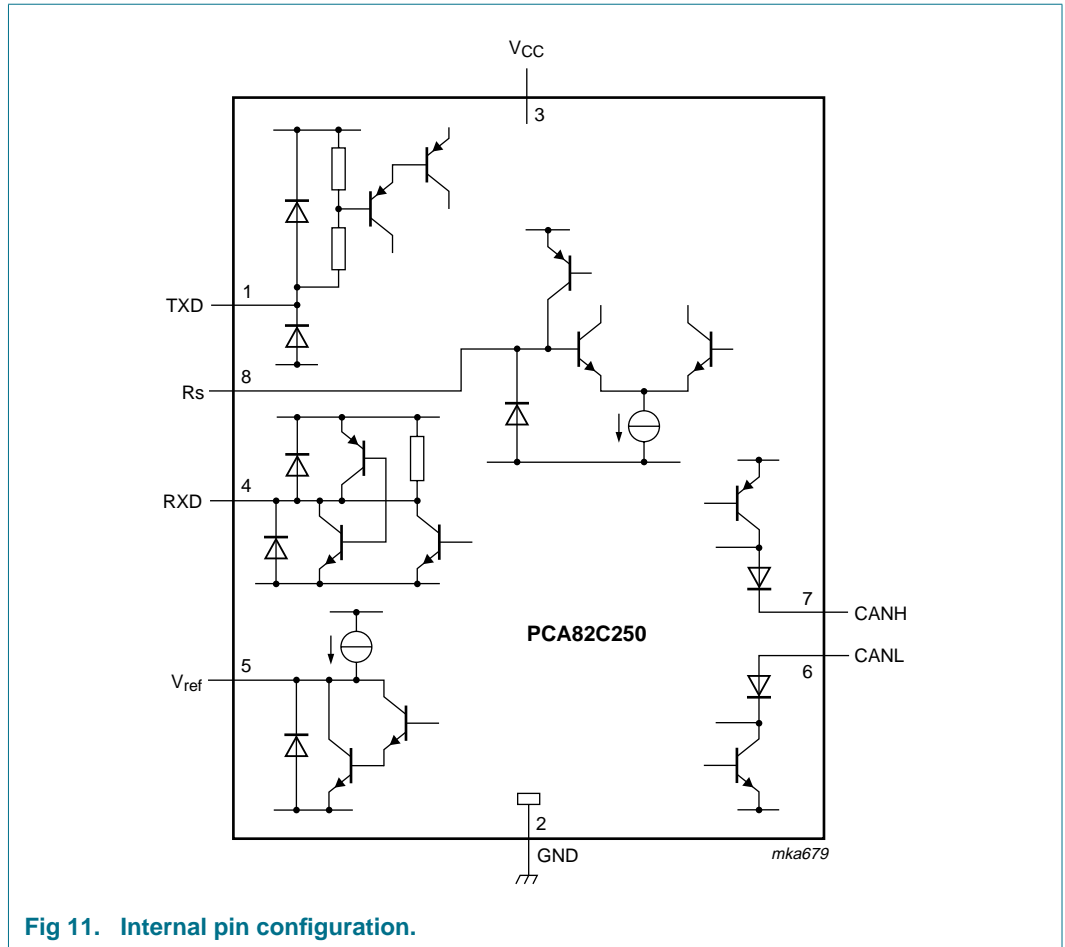 VCC
3
TXD
1
Rs
8
RXD
4
Vref
5
PCA82C250
7
CANH
CANL
6
2
GND
mka679
Fig 11. Internal pin configuration.